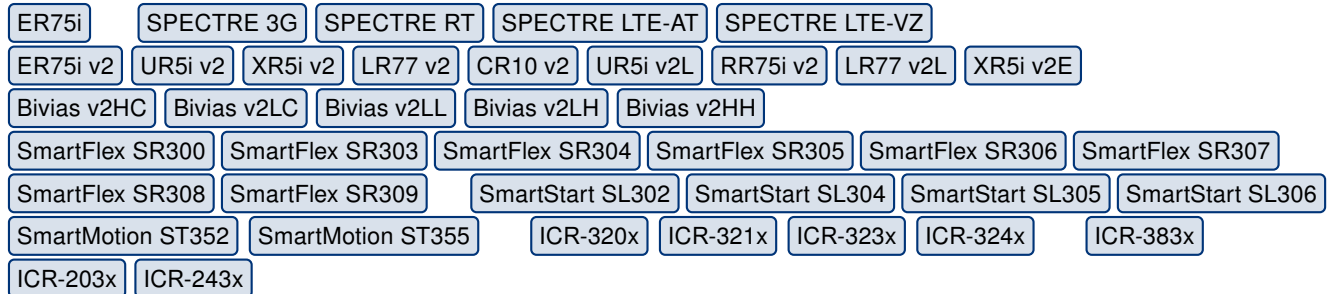 ER75i SPECTRE 3G SPECTRE RT SPECTRE LTE-AT SPECTRE LTE-VZ
ER75i v2 UR5i v2 XR5i v2 LR77 v2 CR10 v2 UR5i v2L RR75i v2 LR77 v2L XR5i v2E
Bivias v2HC Bivias v2LC Bivias v2LL Bivias v2LH Bivias v2HH
SmartFlex SR300 SmartFlex SR303 SmartFlex SR304 SmartFlex SR305 SmartFlex SR306 SmartFlex SR307
SmartFlex SR308 SmartFlex SR309 SmartStart SL302 SmartStart SL304 SmartStart SL305 SmartStart SL306
SmartMotion ST352 SmartMotion ST355 ICR-320x ICR-321x ICR-323x ICR-324x ICR-383x
ICR-203x ICR-243x